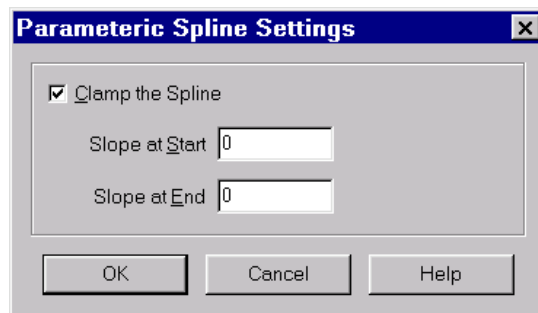 Parameteric Spline Settings
Clamp the Spline
Slope at Start 0
Slope at End 0
OK Cancel Help